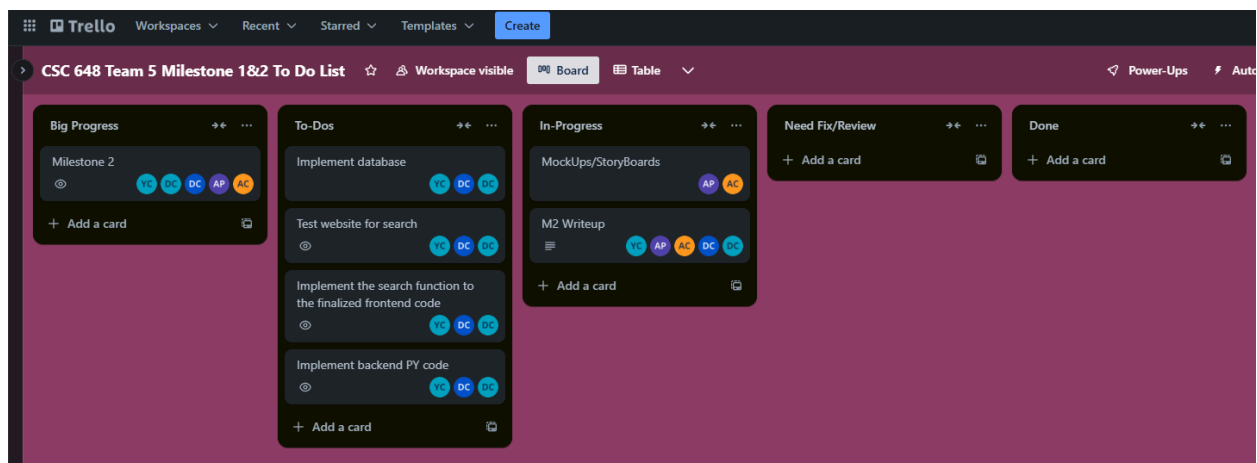 Trello Workspaces Recent Starred Templates Create
CSC 648 Team 5 Milestone 1&2 To Do List Workspace visible Board Table Power-Ups Auto
Big Progress
Milestone 2
YC DC DC AP AC
+ Add a card
To-Dos
Implement database
YC DC DC
Test website for search
YC DC DC
Implement the search function to
the finalized frontend code
YC DC DC
Implement backend PY code
YC DC DC
+ Add a card
In-Progress
MockUps/StoryBoards
AP AC
M2 Writeup
YC AP AC DC DC
+ Add a card
Need Fix/Review
+ Add a card
Done
+ Add a card